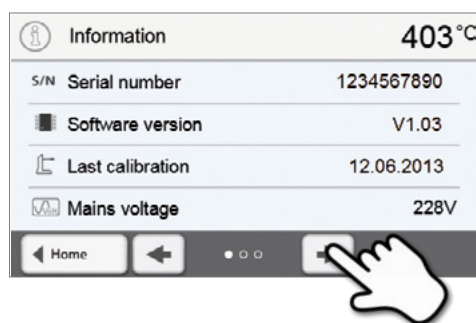 Information 403°C
S/N Serial number 1234567890
Software version V1.03
Last calibration 12.06.2013
Mains voltage 228V
Home